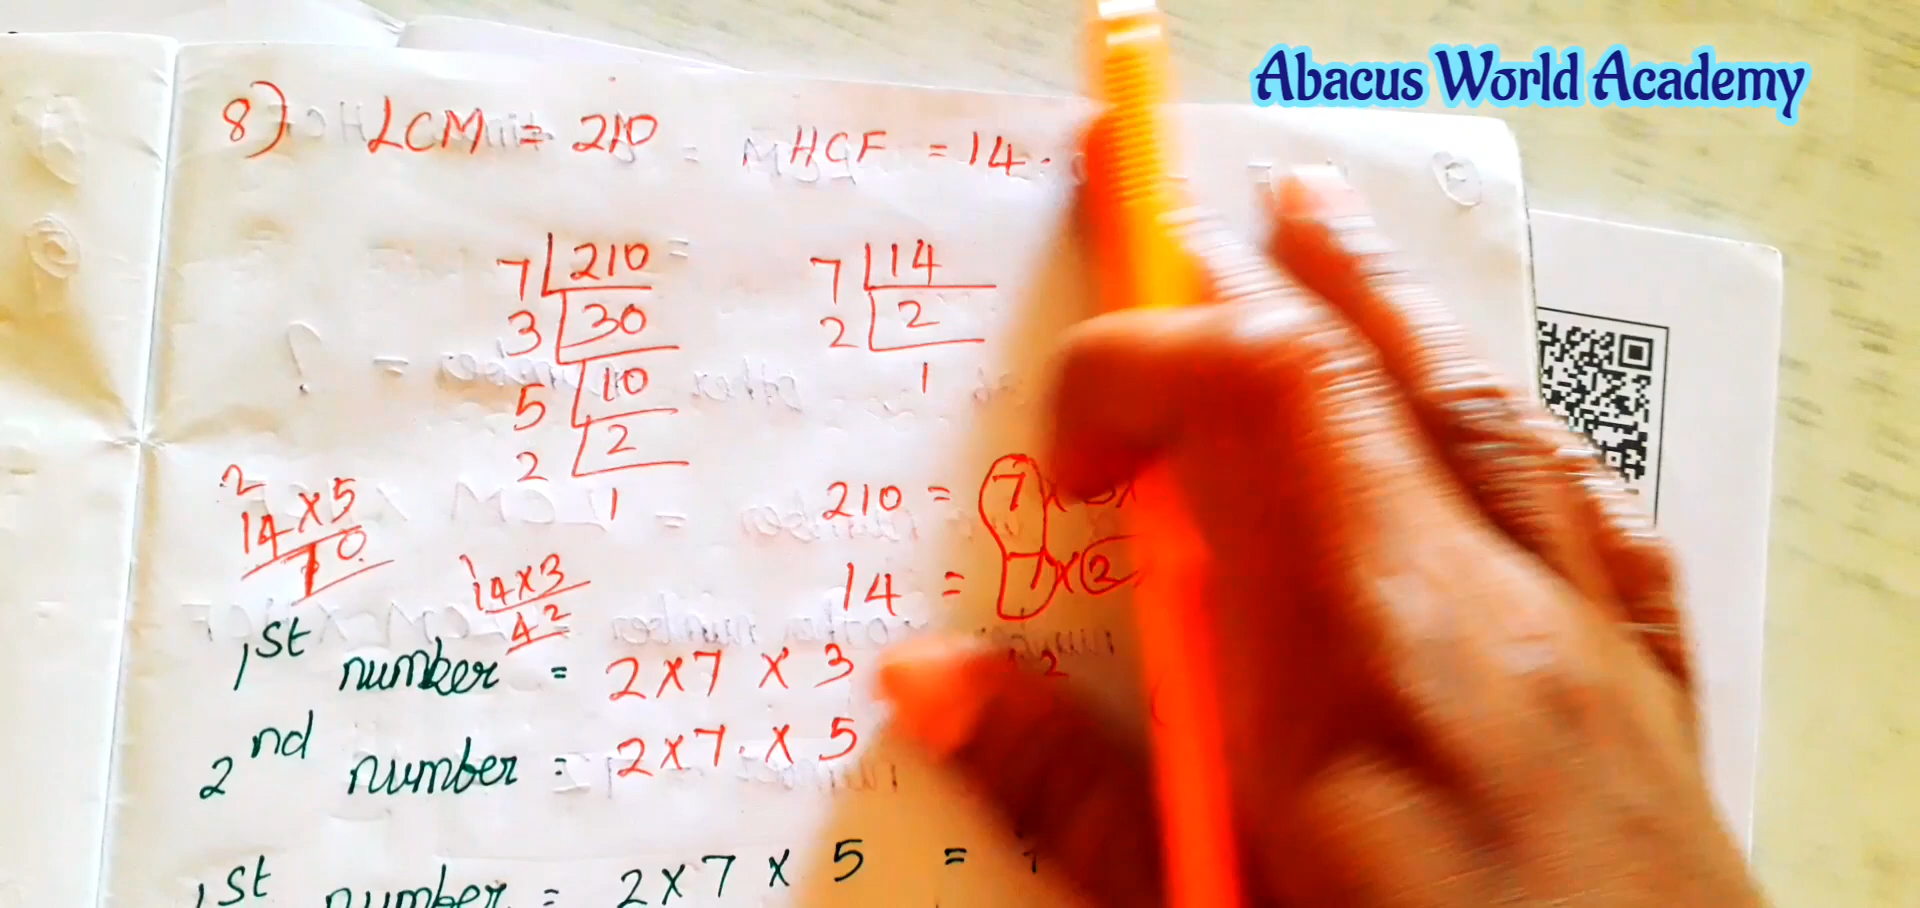 Abacus World Academy
8) LCM = 210 HCF = 14.
7 210
3 30
5 10
2 2
1
7 14
2 2
1
2
14 x 5
70
1
14 x 3
42
210 = 7 x
14 = 7 x 2
1st number = 2 x 7 x 3
2nd number = 2 x 7 x 5
1st number = 2 x 7 x 5 =